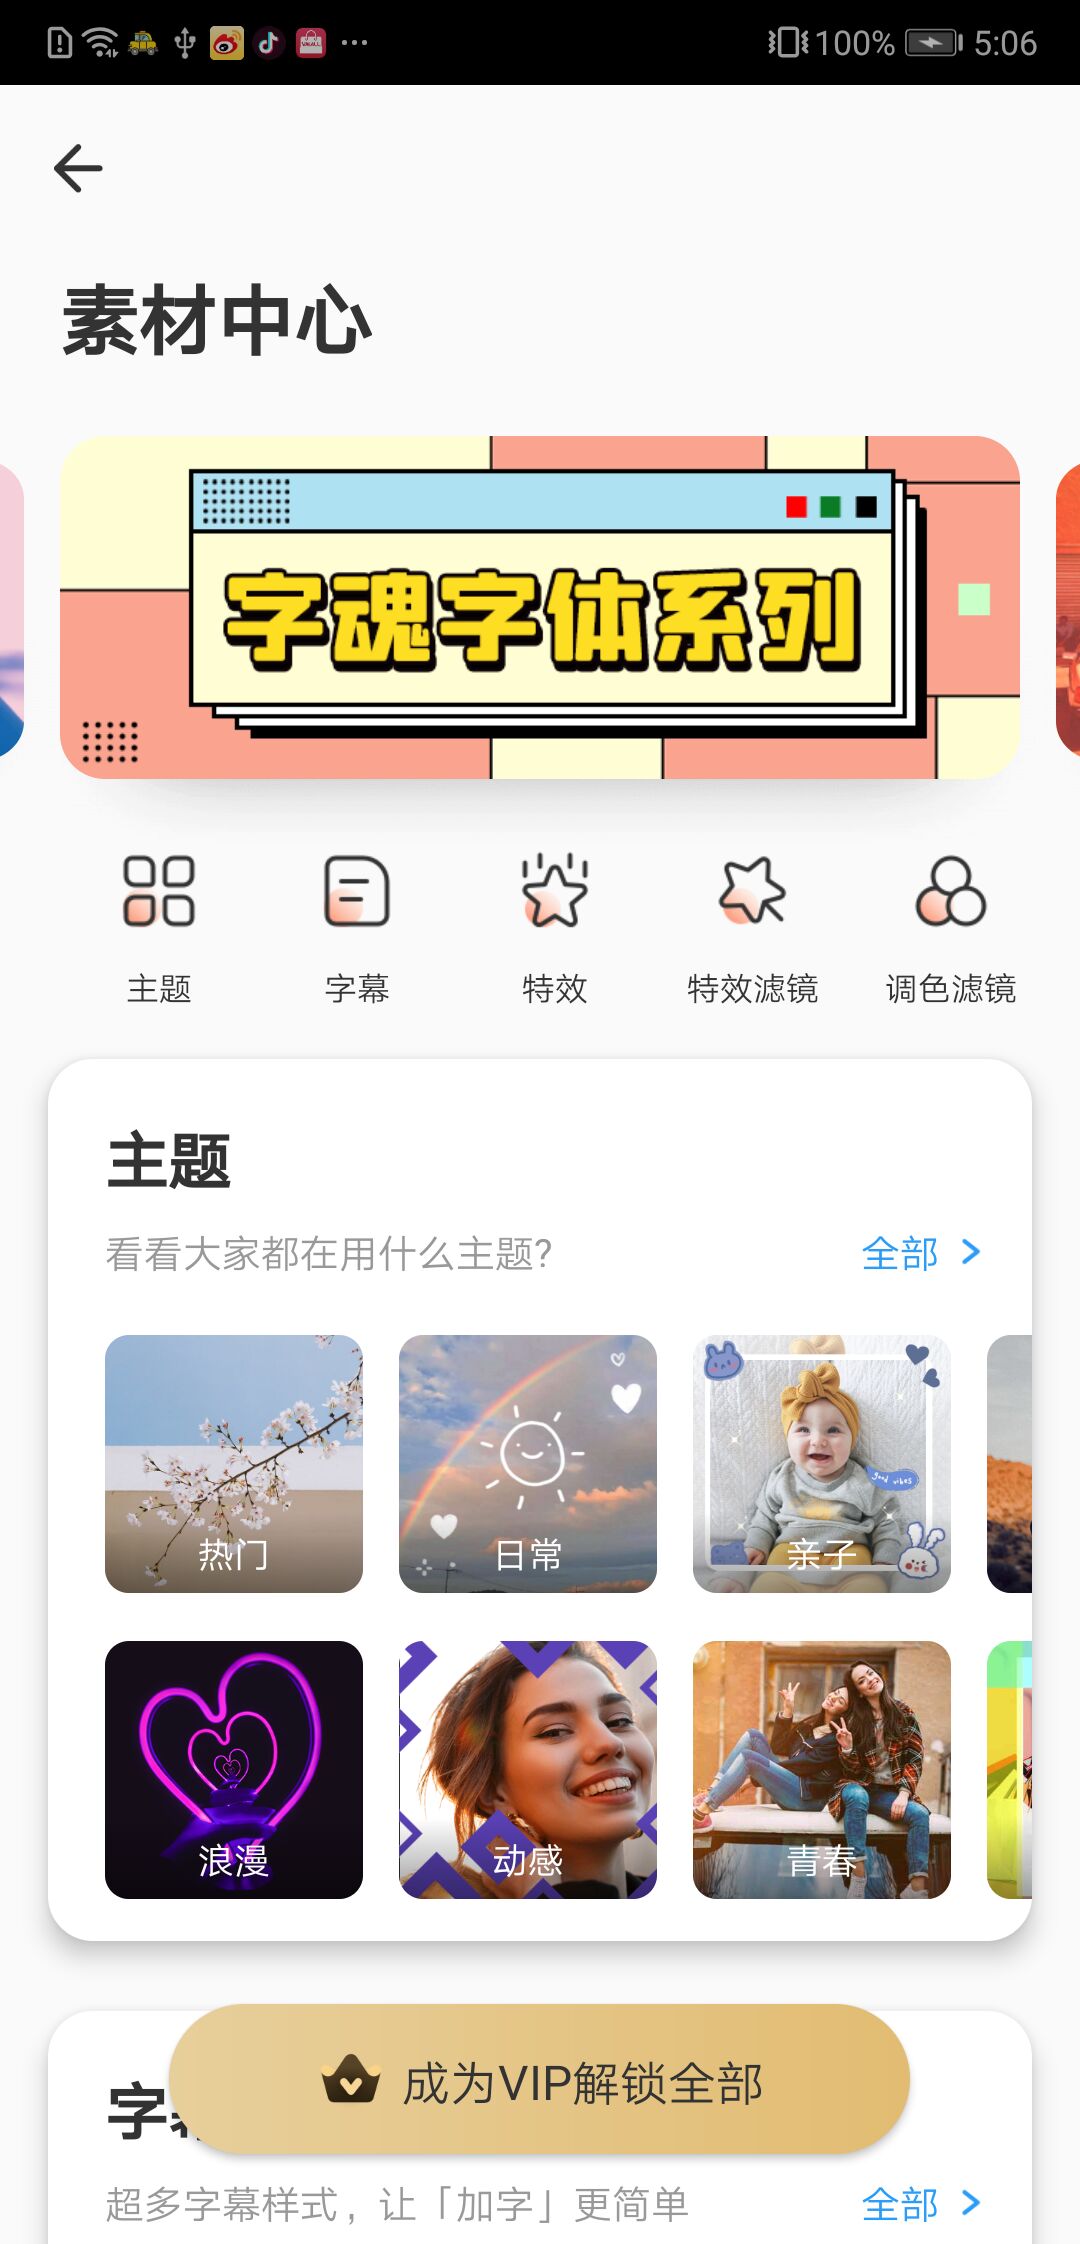 100% 5:06
素材中心
字魂字体系列
主题 字幕 特效 特效滤镜 调色滤镜
主题
看看大家都在用什么主题?
全部
good vibes
热门 日常 亲子
浪漫 动感 青春
成为VIP解锁全部
字幕
超多字幕样式，让「加字」更简单
全部